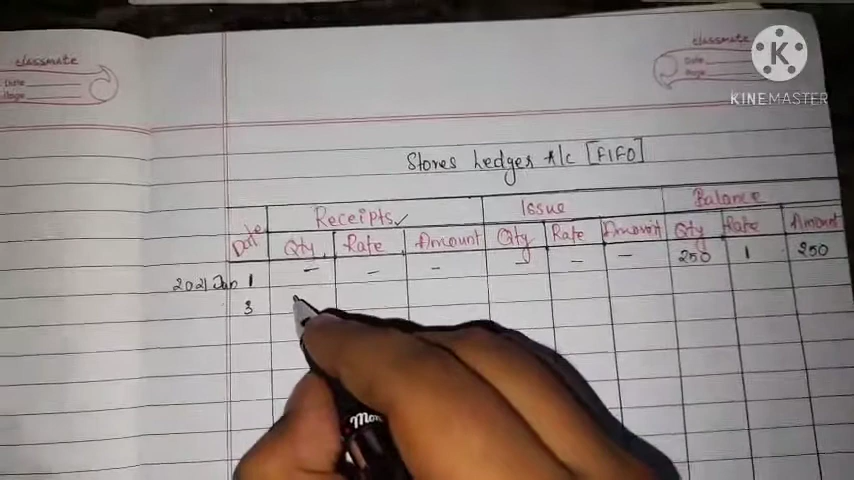 classmate
Date
Page
classmate
Date
Page
KINEMASTER
Stores Ledger A/c [FIFO]
Date Receipts ✓ Issue Balance
Qty Rate Amount Qty Rate Amount Qty Rate Amount
2021 Jan 1 – – – – – – 250 1 250
3